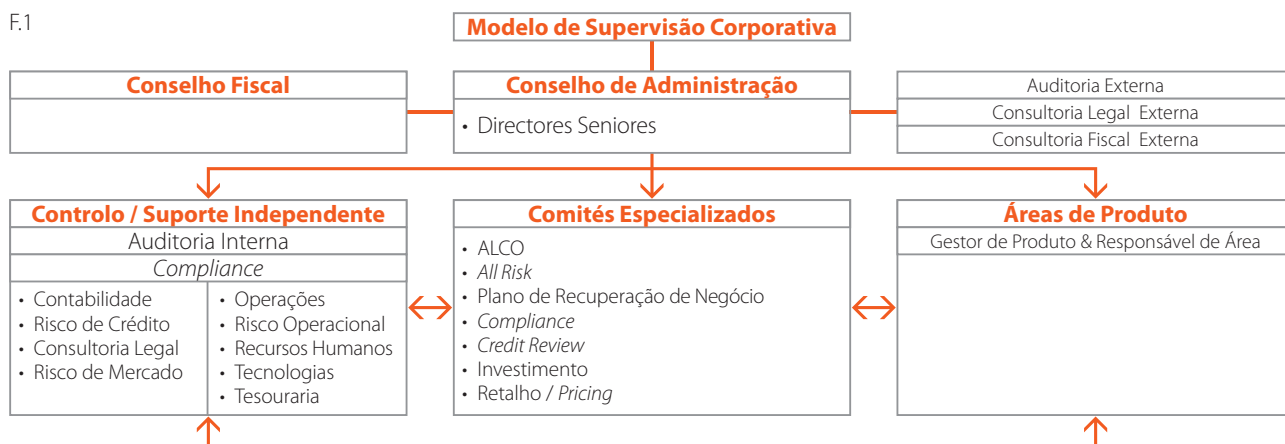 F.1
Modelo de Supervisão Corporativa
Conselho Fiscal
Conselho de Administração
• Directores Seniores
Auditoria Externa
Consultoria Legal Externa
Consultoria Fiscal Externa
Controlo / Suporte Independente
Auditoria Interna
Compliance
• Contabilidade
• Risco de Crédito
• Consultoria Legal
• Risco de Mercado
• Operações
• Risco Operacional
• Recursos Humanos
• Tecnologias
• Tesouraria
Comités Especializados
• ALCO
• All Risk
• Plano de Recuperação de Negócio
• Compliance
• Credit Review
• Investimento
• Retalho / Pricing
Áreas de Produto
Gestor de Produto & Responsável de Área